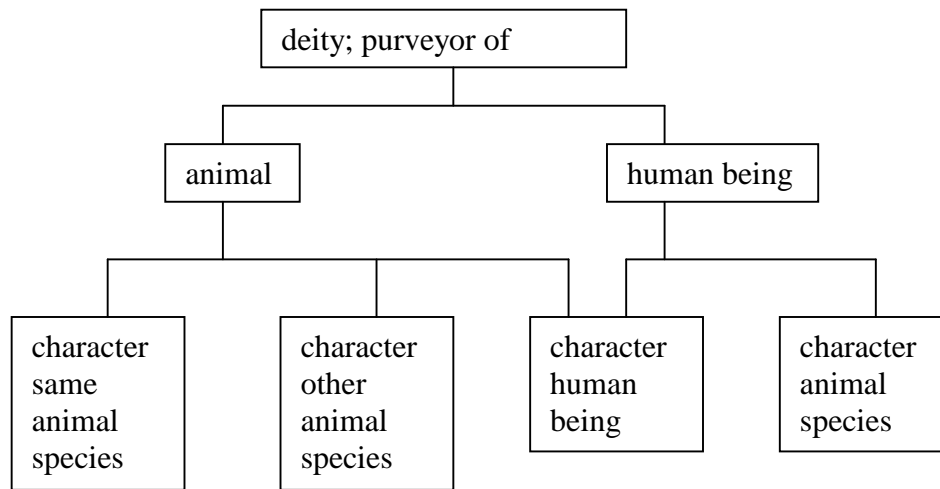 deity; purveyor of
animal
human being
character
same
animal
species
character
other
animal
species
character
human
being
character
animal
species